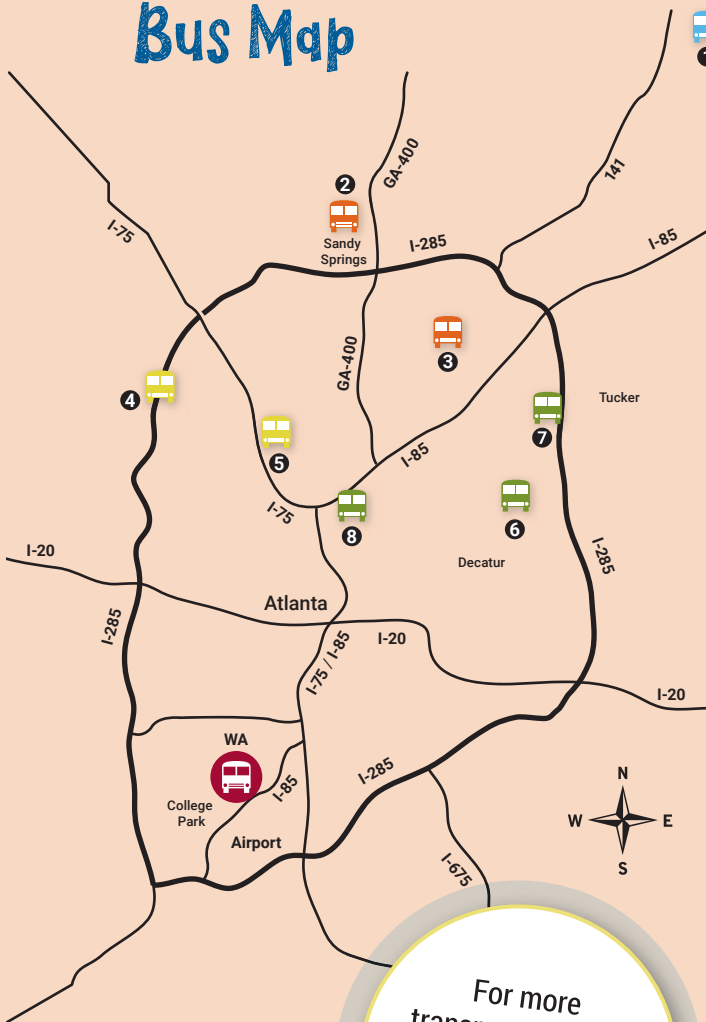 Bus Map
1
GA-400
141
2
I-75
Sandy
Springs
I-285
I-85
GA-400
3
4
Tucker
7
I-85
5
I-75
8
6
I-20
Decatur
I-285
Atlanta
I-285
I-20
I-75 / I-85
I-20
WA
I-285
I-85
College
Park
Airport
N
W
E
S
I-675
For more